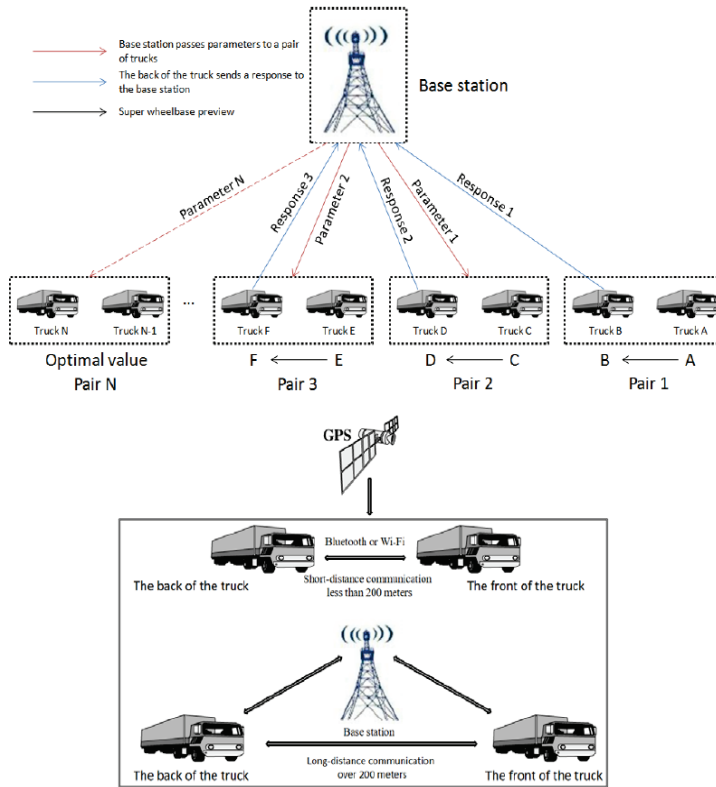 Base station passes parameters to a pair
of trucks
The back of the truck sends a response to
the base station
Super wheelbase preview
Base station
Parameter N
Response 3
Parameter 2
Response 2
Parameter 1
Response 1
Truck N
Truck N-1
...
Truck F
Truck E
Truck D
Truck C
Truck B
Truck A
Optimal value
F
E
D
C
B
A
Pair N
Pair 3
Pair 2
Pair 1
GPS
Bluetooth or Wi-Fi
The back of the truck
Short-distance communication
less than 200 meters
The front of the truck
Base station
The back of the truck
Long-distance communication
over 200 meters
The front of the truck